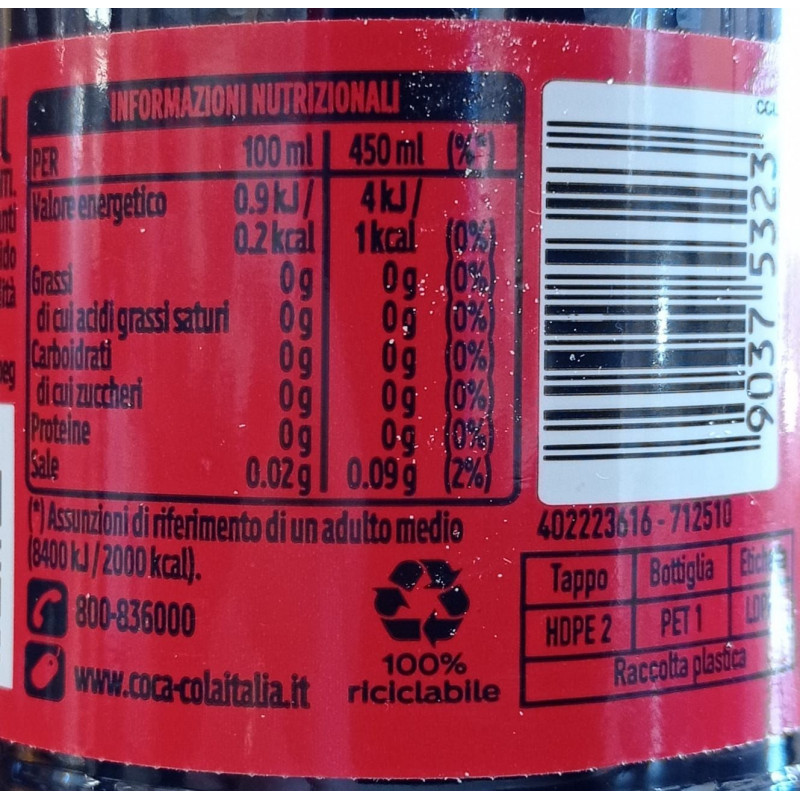 INFORMAZIONI NUTRIZIONALI
PER 100 ml 450 ml (%*)
Valore energetico 0.9 kJ/ 4 kJ/
0.2 kcal 1 kcal (0%)
Grassi 0 g 0 g (0%)
di cui acidi grassi saturi 0 g 0 g (0%)
Carboidrati 0 g 0 g (0%)
di cui zuccheri 0 g 0 g (0%)
Proteine 0 g 0 g (0%)
Sale 0.02 g 0.09 g (2%)
(*) Assunzioni di riferimento di un adulto medio
(8400 kJ / 2000 kcal).
800-836000
www.coca-colaitalia.it
100%
riciclabile
CCL
9037 5323
402223616 - 712510
Tappo Bottiglia
HDPE 2 PET 1
Raccolta plastica